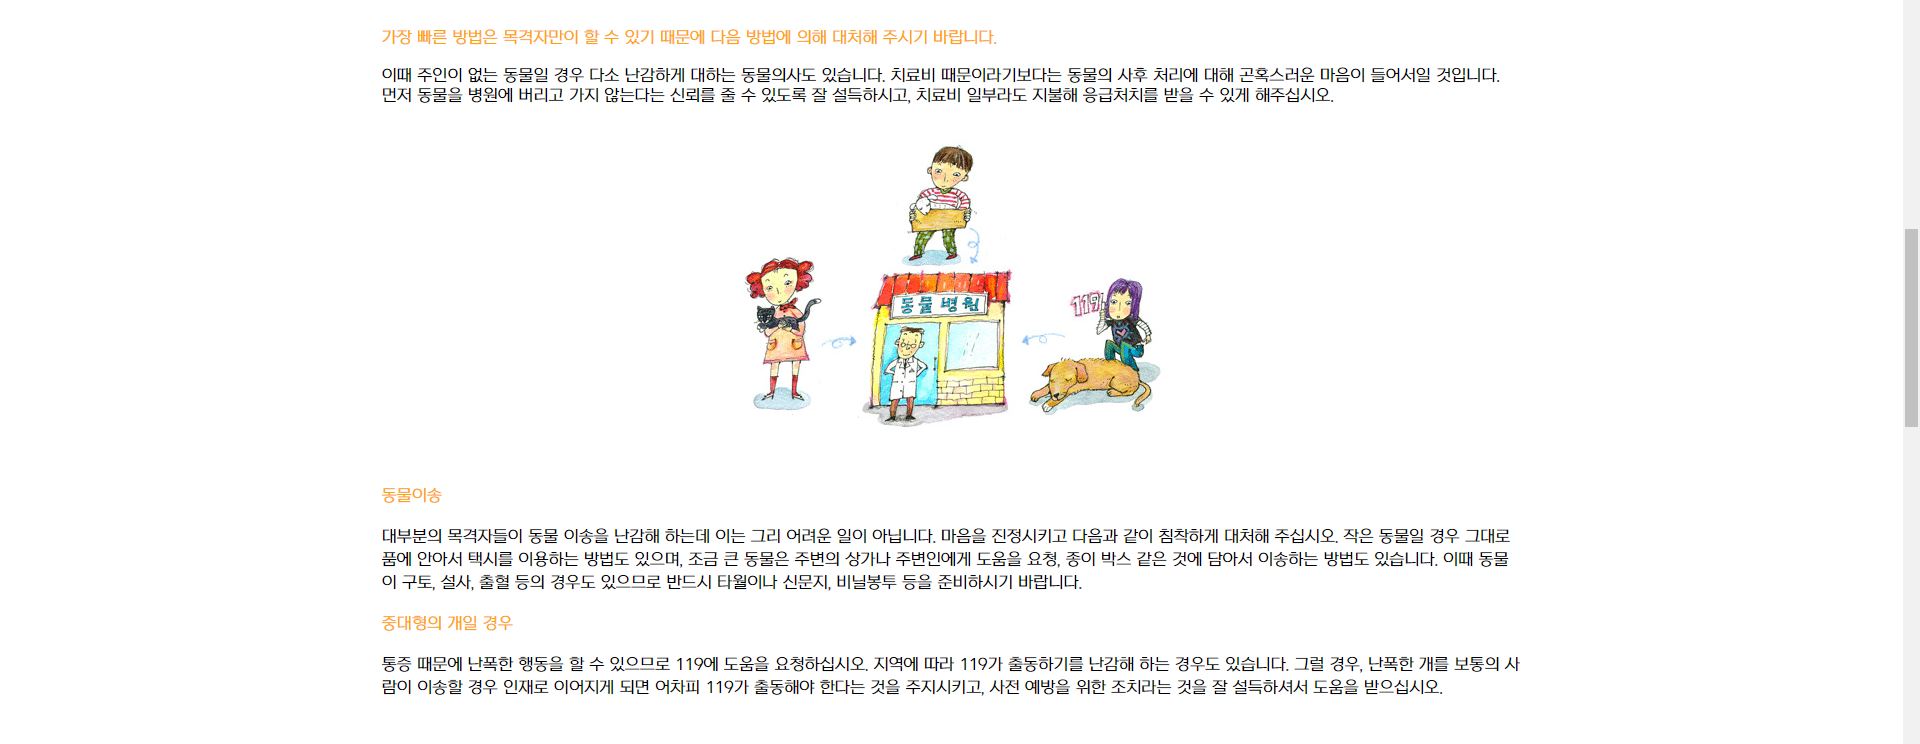 가장 빠른 방법은 목격자만이 할 수 있기 때문에 다음 방법에 의해 대처해 주시기 바랍니다.
이때 주인이 없는 동물일 경우 다소 난감하게 대하는 동물의사도 있습니다. 치료비 때문이라기보다는 동물의 사후 처리에 대해 곤혹스러운 마음이 들어서일 것입니다.
먼저 동물을 병원에 버리고 가지 않는다는 신뢰를 줄 수 있도록 잘 설득하시고, 치료비 일부라도 지불해 응급처치를 받을 수 있게 해주십시오.
동물병원
119
동물이송
대부분의 목격자들이 동물 이송을 난감해 하는데 이는 그리 어려운 일이 아닙니다. 마음을 진정시키고 다음과 같이 침착하게 대처해 주십시오. 작은 동물일 경우 그대로
품에 안아서 택시를 이용하는 방법도 있으며, 조금 큰 동물은 주변의 상가나 주변인에게 도움을 요청, 종이 박스 같은 것에 담아서 이송하는 방법도 있습니다. 이때 동물
이 구토, 설사, 출혈 등의 경우도 있으므로 반드시 타월이나 신문지, 비닐봉투 등을 준비하시기 바랍니다.
중대형의 개일 경우
통증 때문에 난폭한 행동을 할 수 있으므로 119에 도움을 요청하십시오. 지역에 따라 119가 출동하기를 난감해 하는 경우도 있습니다. 그럴 경우, 난폭한 개를 보통의 사
람이 이송할 경우 인재로 이어지게 되면 어차피 119가 출동해야 한다는 것을 주지시키고, 사전 예방을 위한 조치라는 것을 잘 설득하셔서 도움을 받으십시오.